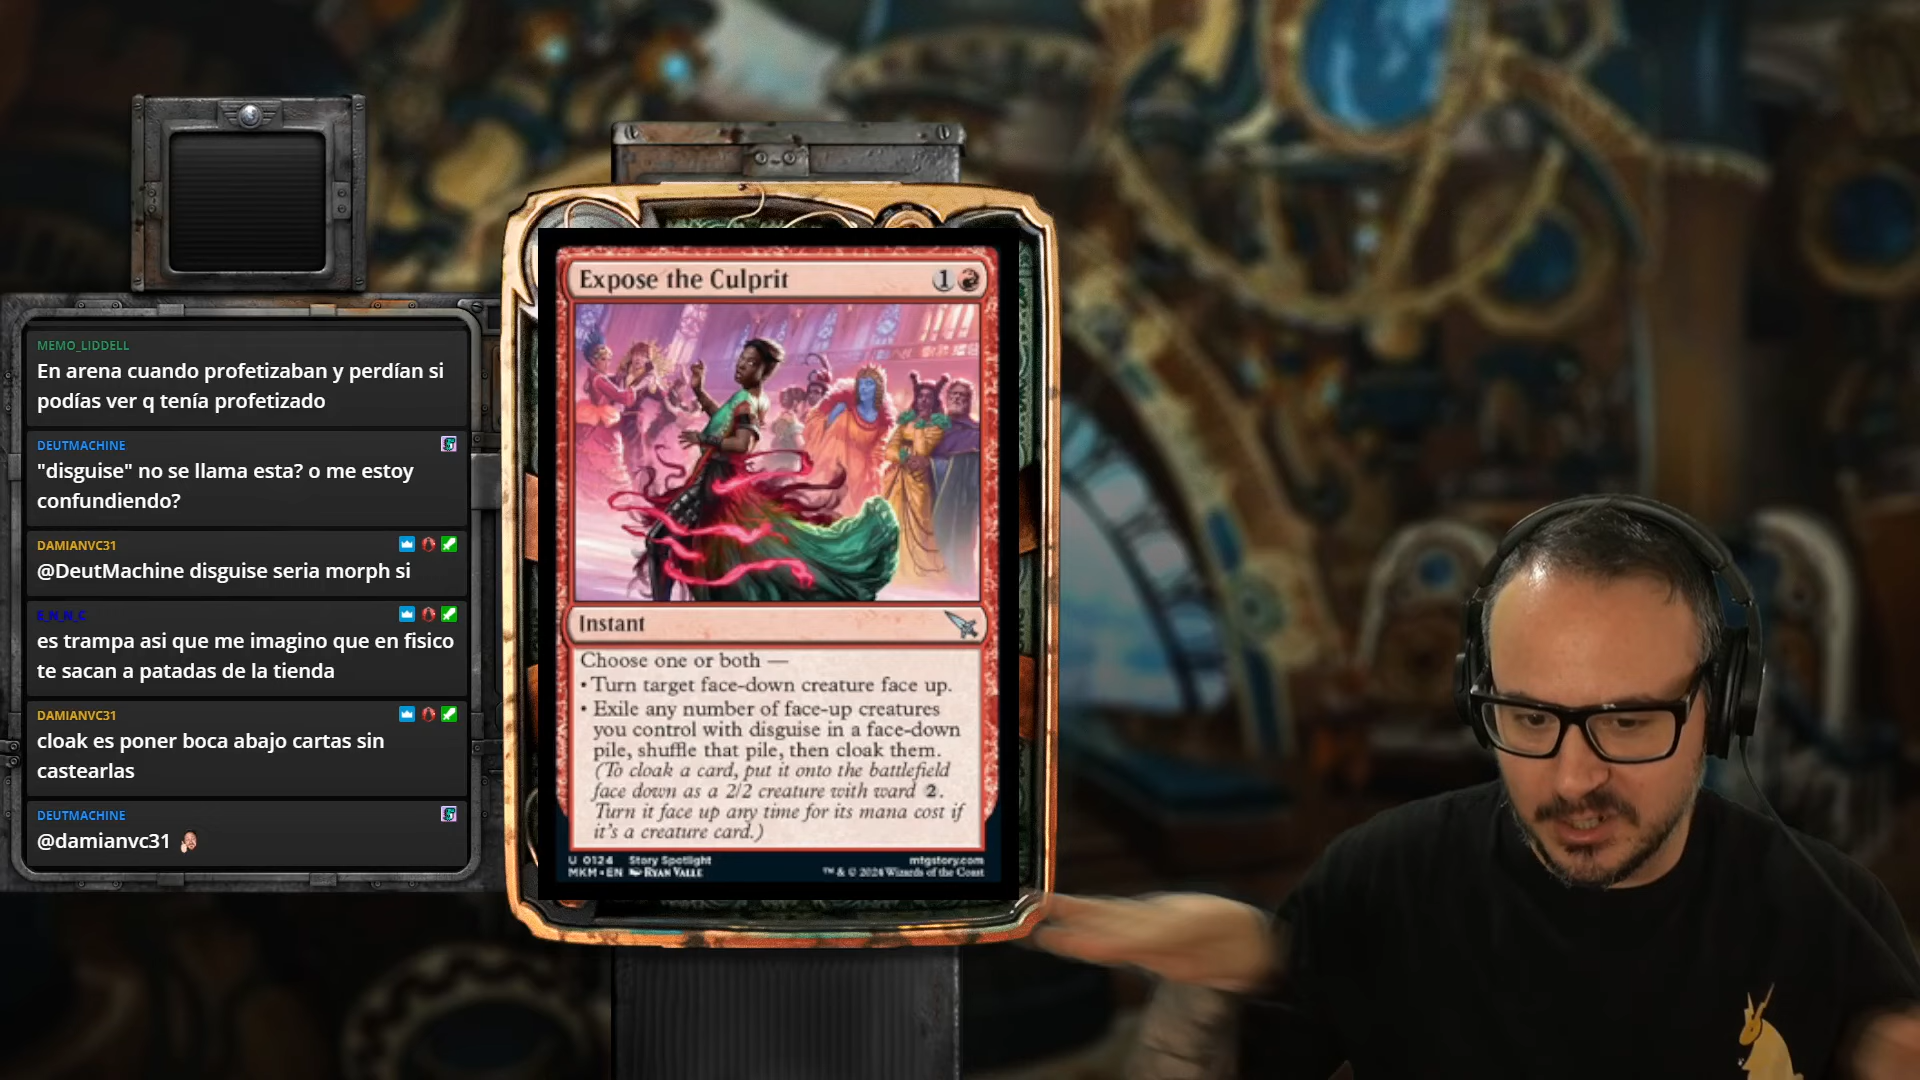 MEMO_LIDDELL
En arena cuando profetizaban y perdían si
podías ver q tenía profetizado
DEUTMACHINE
"disguise" no se llama esta? o me estoy
confundiendo?
DAMIANVC31
@DeutMachine disguise seria morph si
E_N_N_C
es trampa asi que me imagino que en fisico
te sacan a patadas de la tienda
DAMIANVC31
cloak es poner boca abajo cartas sin
castearlas
DEUTMACHINE
@damianvc31
Expose the Culprit 1
Instant
Choose one or both —
• Turn target face-down creature face up.
• Exile any number of face-up creatures
you control with disguise in a face-down
pile, shuffle that pile, then cloak them.
(To cloak a card, put it onto the battlefield
face down as a 2/2 creature with ward 2.
Turn it face up any time for its mana cost if
it's a creature card.)
U 0124 Story Spotlight mtgstory.com
MKM • EN RYAN VALLE ™ & © 2024 Wizards of the Coast